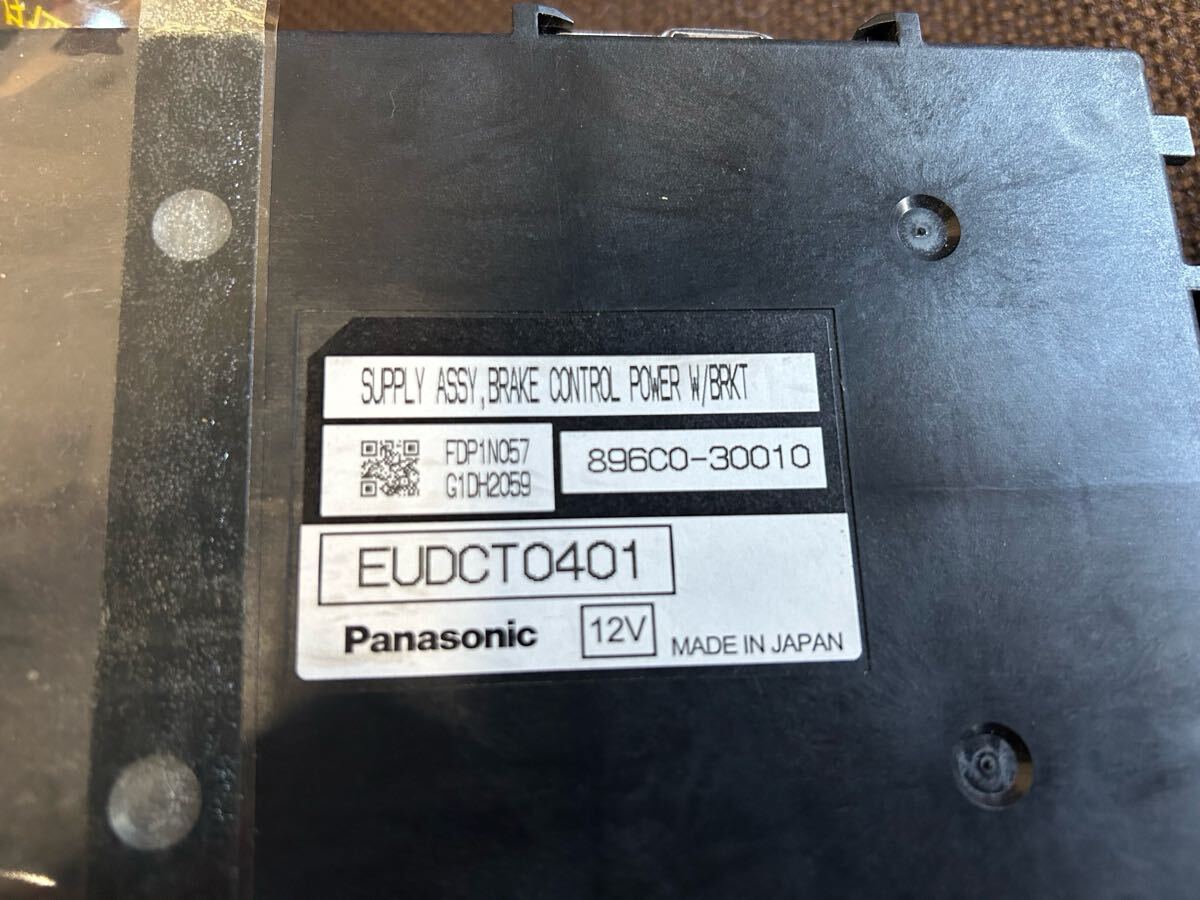 SUPPLY ASSY,BRAKE CONTROL POWER W/BRKT
FDP1N057
G1DH2059
896C0-30010
EUDCT0401
Panasonic
12V
MADE IN JAPAN